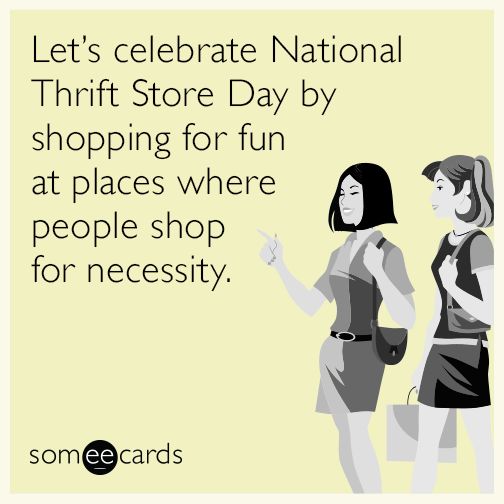 Let's celebrate National
Thrift Store Day by
shopping for fun
at places where
people shop
for necessity.
someecards